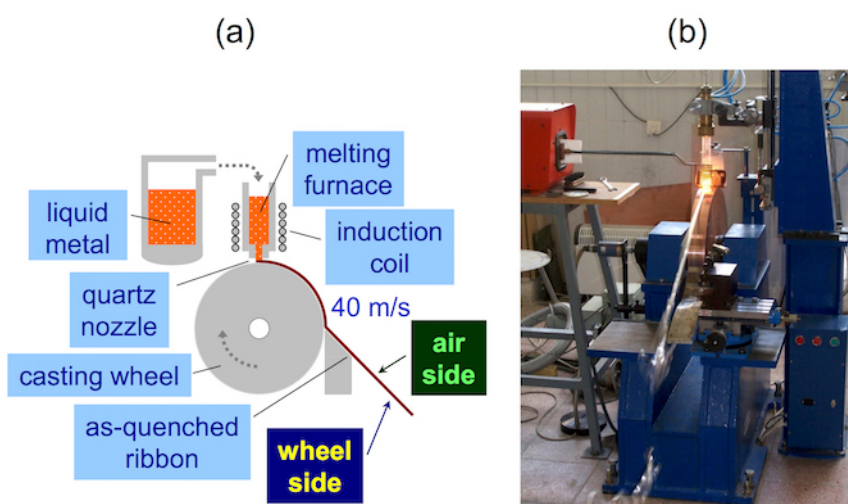 (a)
(b)
melting
furnace
liquid
metal
induction
coil
quartz
nozzle
40 m/s
air
side
casting wheel
as-quenched
ribbon
wheel
side